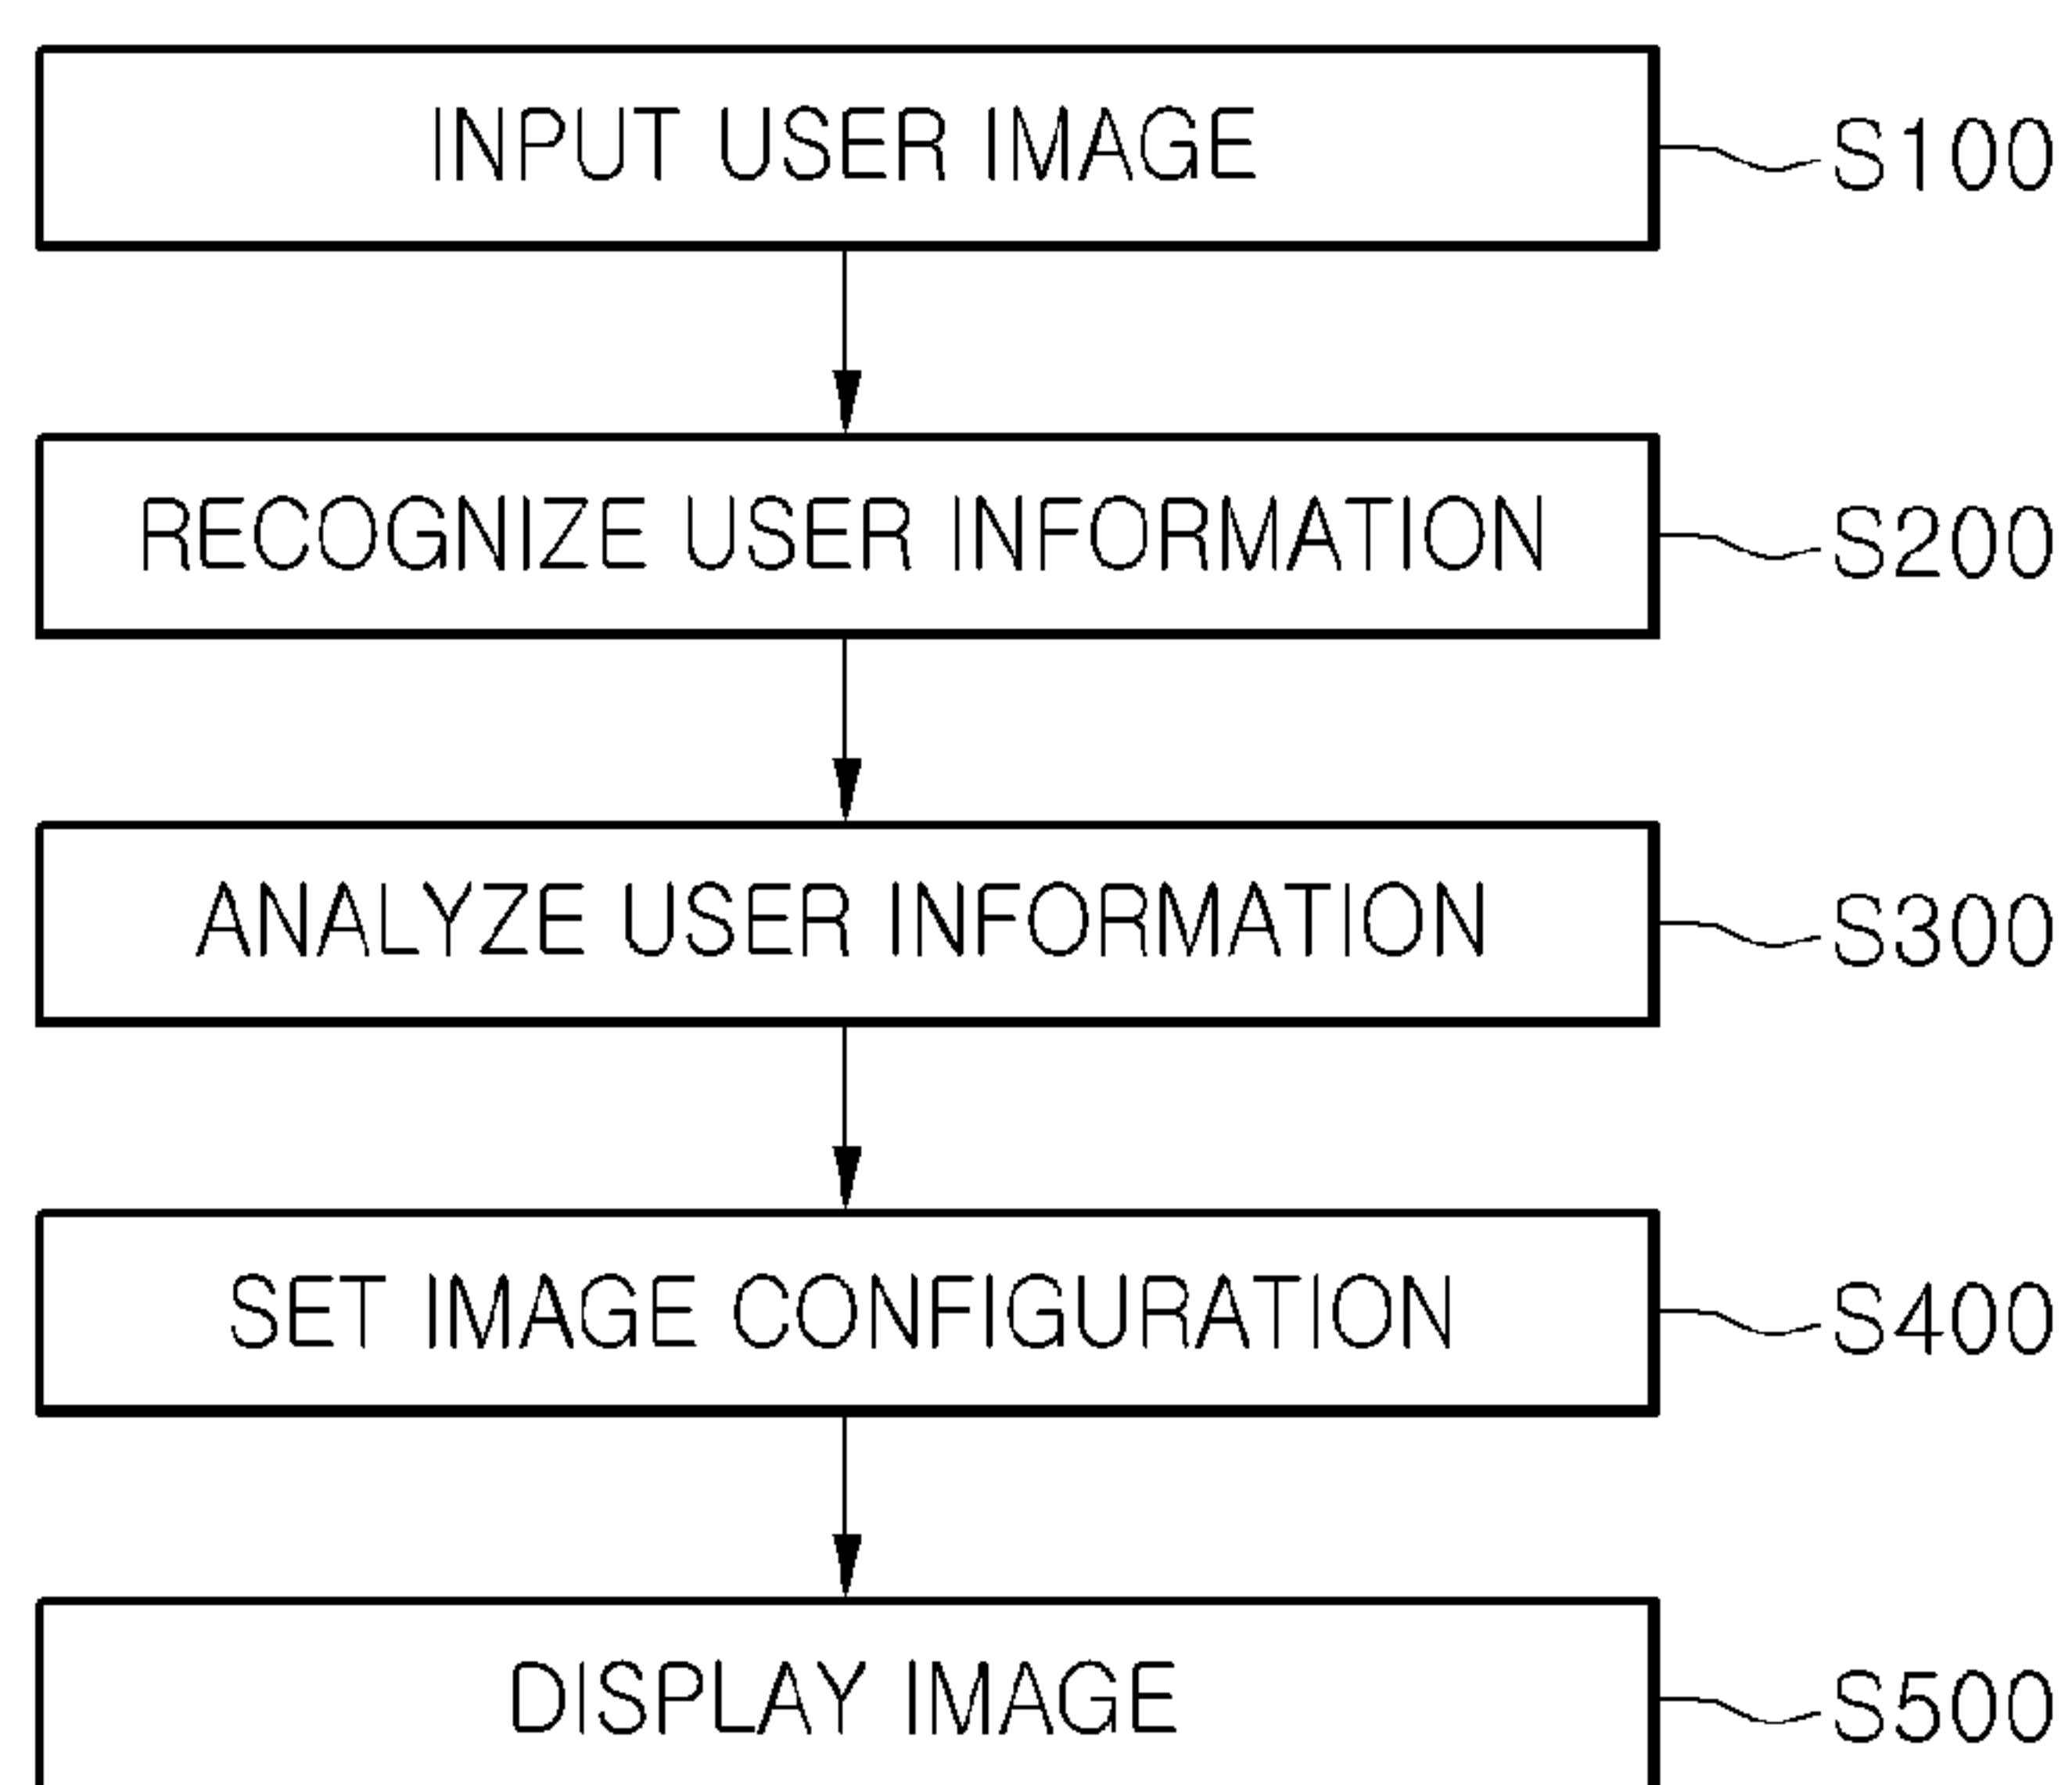 INPUT USER IMAGE
S100
RECOGNIZE USER INFORMATION
S200
ANALYZE USER INFORMATION
S300
SET IMAGE CONFIGURATION
S400
DISPLAY IMAGE
S500